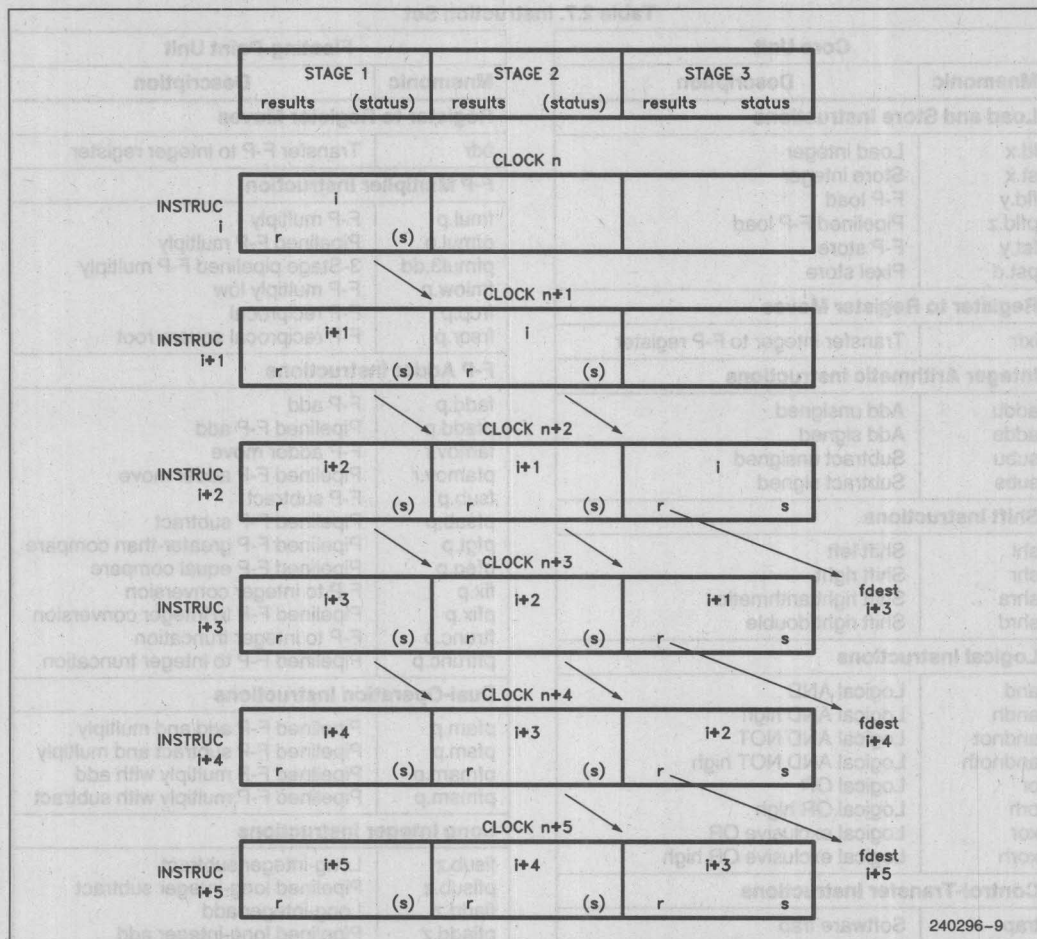 STAGE 1 STAGE 2 STAGE 3
results (status) results (status) results status
CLOCK n
INSTRUC i
i
r (s)
CLOCK n+1
INSTRUC i+1
i+1 i
r (s) r (s)
CLOCK n+2
INSTRUC i+2
i+2 i+1 i
r (s) r (s) r s
CLOCK n+3
INSTRUC i+3
i+3 i+2 i+1
r (s) r (s) r s
fdest i+3
CLOCK n+4
INSTRUC i+4
i+4 i+3 i+2
r (s) r (s) r s
fdest i+4
CLOCK n+5
INSTRUC i+5
i+5 i+4 i+3
r (s) r (s) r s
fdest i+5
240296-9